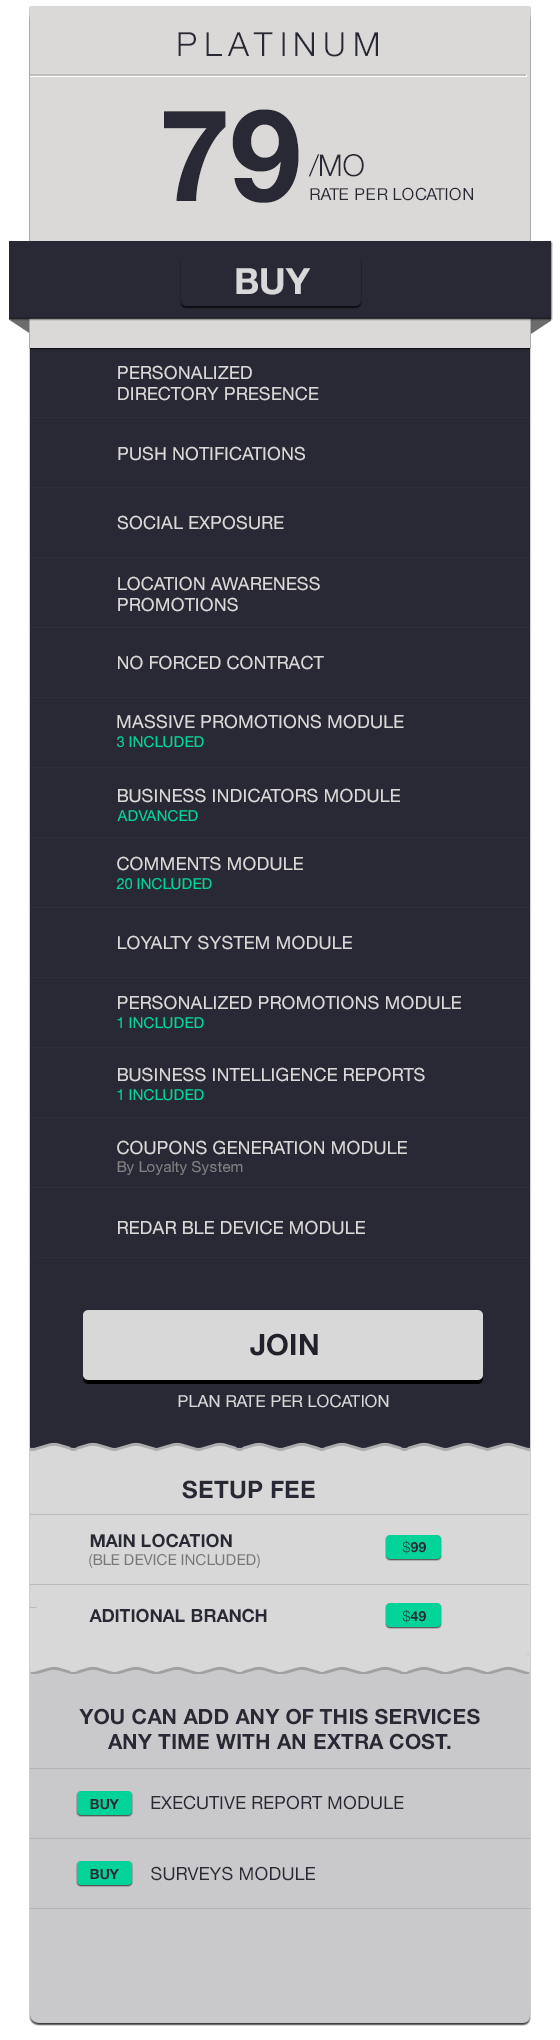 PLATINUM
79
/MO
RATE PER LOCATION
BUY
PERSONALIZED
DIRECTORY PRESENCE
PUSH NOTIFICATIONS
SOCIAL EXPOSURE
LOCATION AWARENESS
PROMOTIONS
NO FORCED CONTRACT
MASSIVE PROMOTIONS MODULE
3 INCLUDED
BUSINESS INDICATORS MODULE
ADVANCED
COMMENTS MODULE
20 INCLUDED
LOYALTY SYSTEM MODULE
PERSONALIZED PROMOTIONS MODULE
1 INCLUDED
BUSINESS INTELLIGENCE REPORTS
1 INCLUDED
COUPONS GENERATION MODULE
By Loyalty System
REDAR BLE DEVICE MODULE
JOIN
PLAN RATE PER LOCATION
SETUP FEE
MAIN LOCATION
(BLE DEVICE INCLUDED)
$99
ADITIONAL BRANCH
$49
YOU CAN ADD ANY OF THIS SERVICES
ANY TIME WITH AN EXTRA COST.
BUY EXECUTIVE REPORT MODULE
BUY SURVEYS MODULE